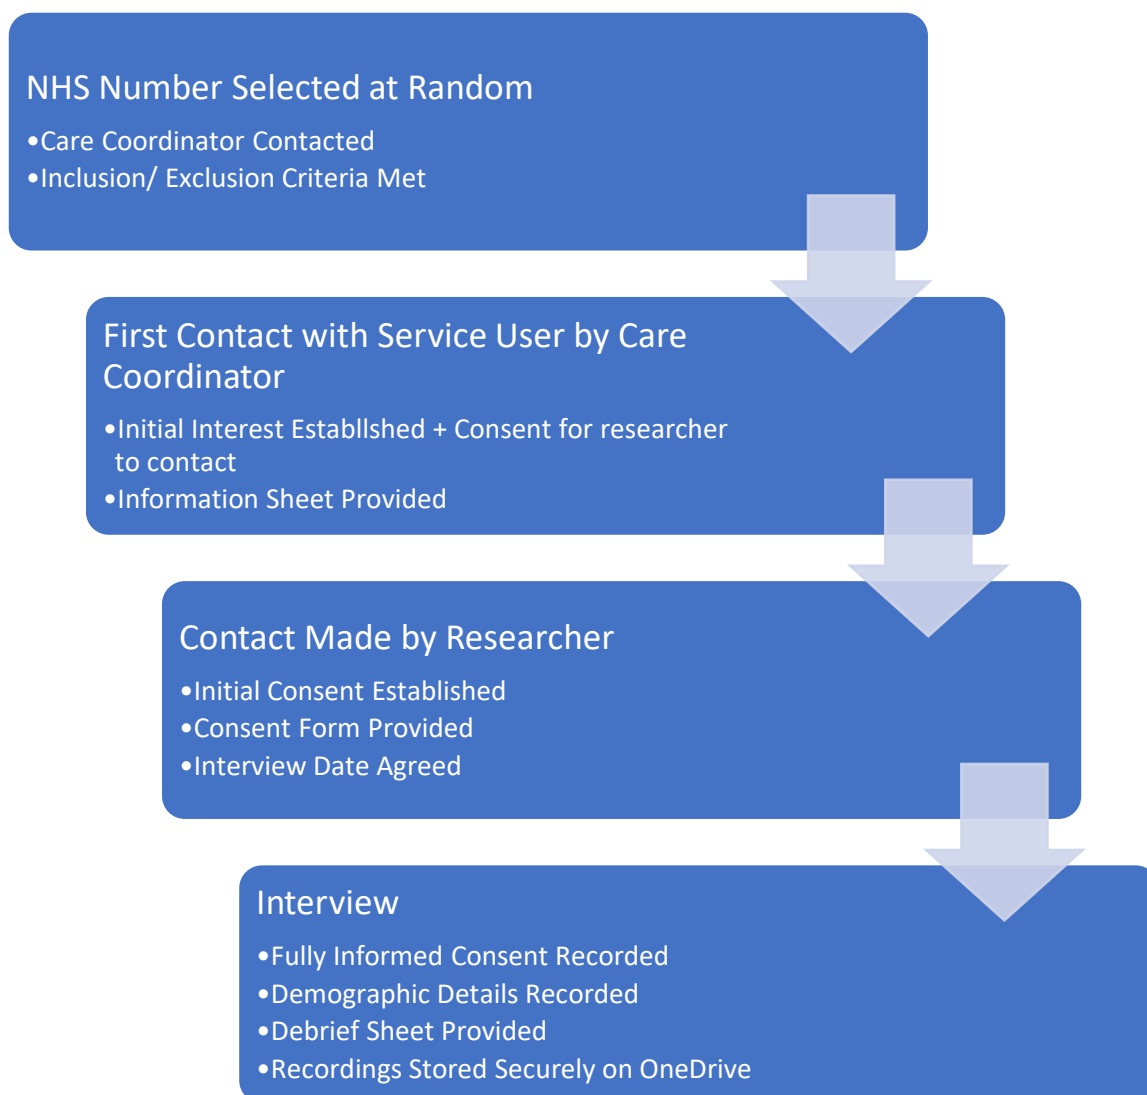 NHS Number Selected at Random
•Care Coordinator Contacted
•Inclusion/ Exclusion Criteria Met
First Contact with Service User by Care
Coordinator
•Initial Interest Establlshed + Consent for researcher
to contact
•Information Sheet Provided
Contact Made by Researcher
•Initial Consent Established
•Consent Form Provided
•Interview Date Agreed
Interview
•Fully Informed Consent Recorded
•Demographic Details Recorded
•Debrief Sheet Provided
•Recordings Stored Securely on OneDrive